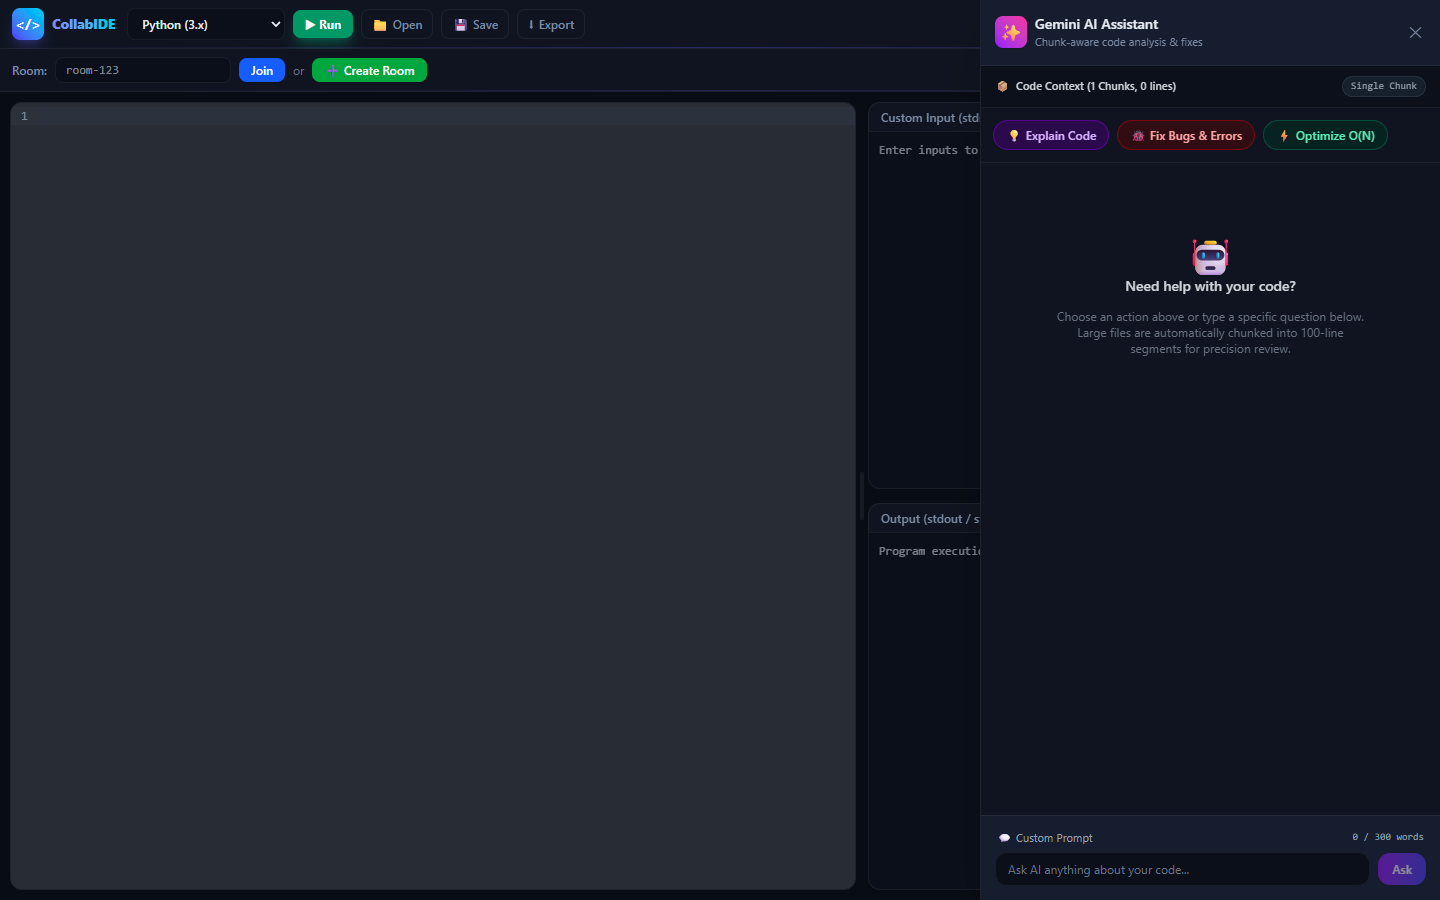 </> CollabIDE Python (3.x) Run Open Save Export
Room: room-123 Join or Create Room
1
Custom Input (std
Enter inputs to
Output (stdout / s
Program executi
Gemini AI Assistant
Chunk-aware code analysis & fixes
Code Context (1 Chunks, 0 lines) Single Chunk
Explain Code Fix Bugs & Errors Optimize O(N)
Need help with your code?
Choose an action above or type a specific question below.
Large files are automatically chunked into 100-line
segments for precision review.
Custom Prompt 0 / 300 words
Ask AI anything about your code... Ask